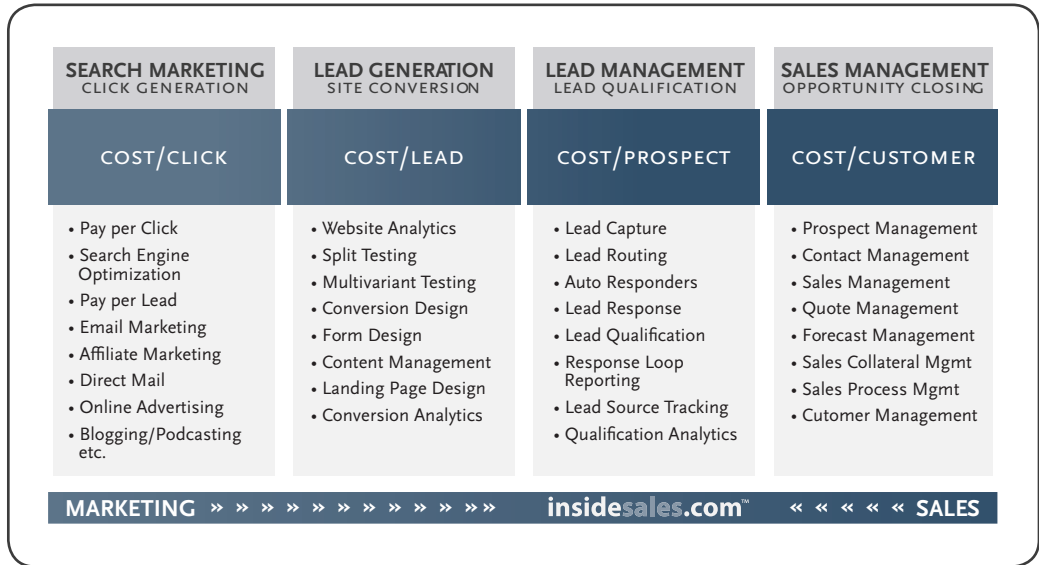 SEARCH MARKETING
CLICK GENERATION
COST/CLICK
• Pay per Click
• Search Engine
Optimization
• Pay per Lead
• Email Marketing
• Affiliate Marketing
• Direct Mail
• Online Advertising
• Blogging/Podcasting
etc.
LEAD GENERATION
SITE CONVERSION
COST/LEAD
• Website Analytics
• Split Testing
• Multivariant Testing
• Conversion Design
• Form Design
• Content Management
• Landing Page Design
• Conversion Analytics
LEAD MANAGEMENT
LEAD QUALIFICATION
COST/PROSPECT
• Lead Capture
• Lead Routing
• Auto Responders
• Lead Response
• Lead Qualification
• Response Loop
Reporting
• Lead Source Tracking
• Qualification Analytics
SALES MANAGEMENT
OPPORTUNITY CLOSING
COST/CUSTOMER
• Prospect Management
• Contact Management
• Sales Management
• Quote Management
• Forecast Management
• Sales Collateral Mgmt
• Sales Process Mgmt
• Cutomer Management
MARKETING » » » » » » » » » » » » insidesales.com™ « « « « « SALES